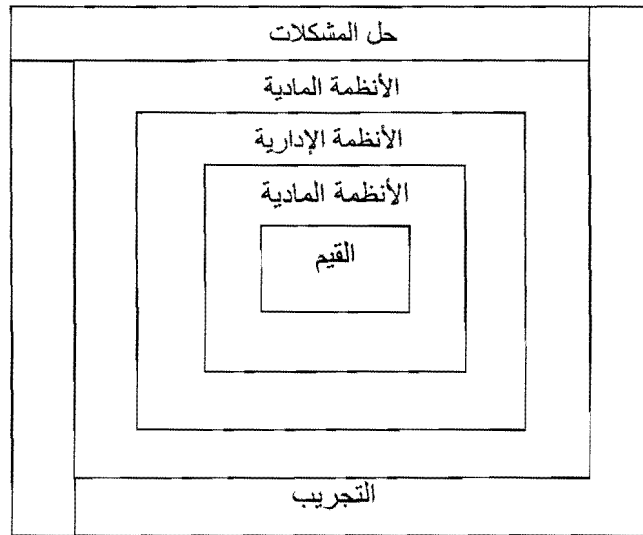 حل المشكلات
الأنظمة المادية
الأنظمة الإدارية
الأنظمة المادية
القيم
التجريب